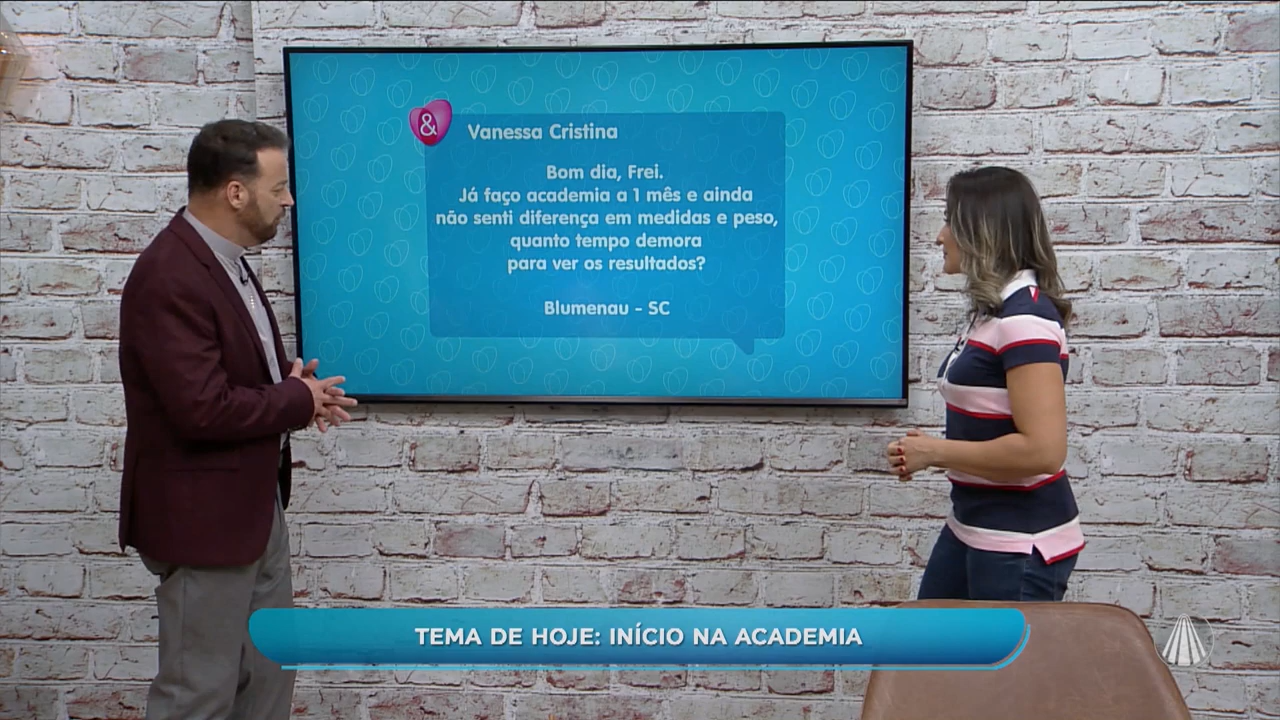 &
Vanessa Cristina
Bom dia, Frei.
Já faço academia a 1 mês e ainda
não senti diferença em medidas e peso,
quanto tempo demora
para ver os resultados?
Blumenau - SC
TEMA DE HOJE: INÍCIO NA ACADEMIA